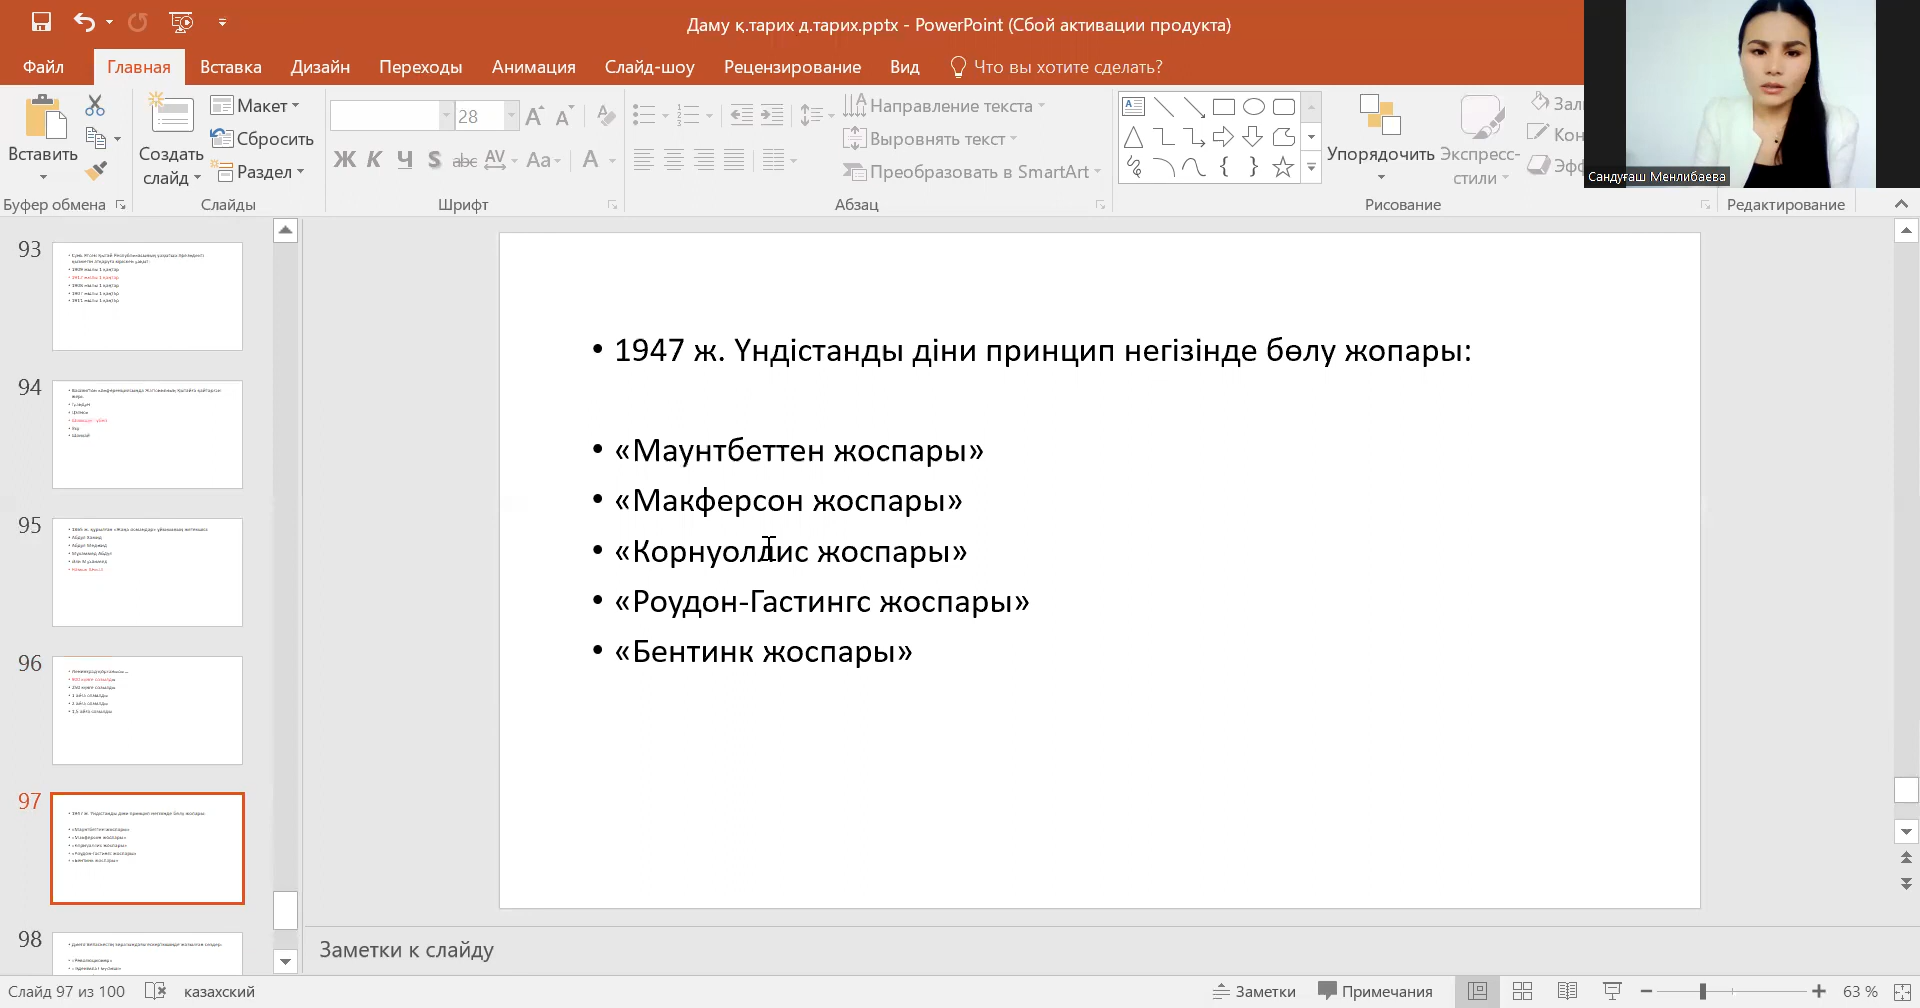 Даму қ.тарих д.тарих.pptx - PowerPoint (Сбой активации продукта)
Файл Главная Вставка Дизайн Переходы Анимация Слайд-шоу Рецензирование Вид Что вы хотите сделать?
Вставить
Создать слайд
Макет
Сбросить
Раздел
28
Ж К Ч S abc AV Aa A
Направление текста
Выровнять текст
Преобразовать в SmartArt
Упорядочить
Экспресс-стили
Буфер обмена Слайды Шрифт Абзац Рисование Редактирование
Сандуғаш Менлибаева
93
94
95
96
97
98
• 1947 ж. Үндістанды діни принцип негізінде бөлу жопары:
• «Маунтбеттен жоспары»
• «Макферсон жоспары»
• «Корнуоллис жоспары»
• «Роудон-Гастингс жоспары»
• «Бентинк жоспары»
Заметки к слайду
Слайд 97 из 100 казахский Заметки Примечания 63 %